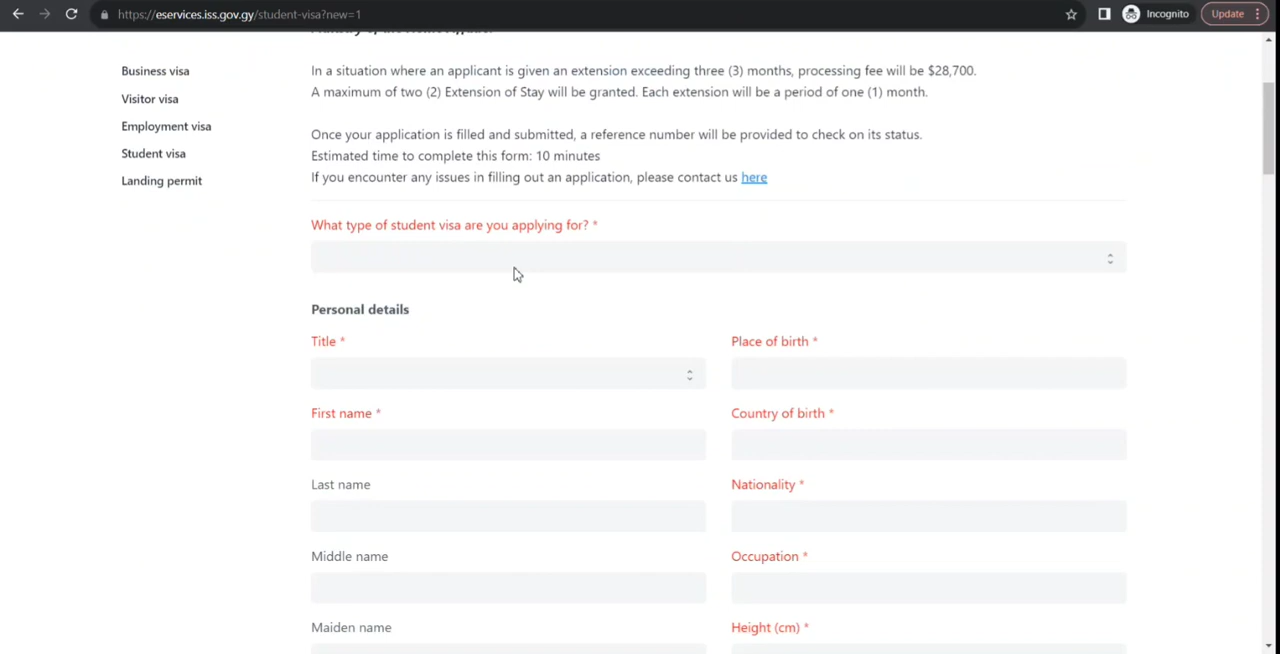 https://eservices.iss.gov.gy/student-visa?new=1
Incognito
Update
Business visa
Visitor visa
Employment visa
Student visa
Landing permit
In a situation where an applicant is given an extension exceeding three (3) months, processing fee will be $28,700.
A maximum of two (2) Extension of Stay will be granted. Each extension will be a period of one (1) month.
Once your application is filled and submitted, a reference number will be provided to check on its status.
Estimated time to complete this form: 10 minutes
If you encounter any issues in filling out an application, please contact us here
What type of student visa are you applying for? *
Personal details
Title *
Place of birth *
First name *
Country of birth *
Last name
Nationality *
Middle name
Occupation *
Maiden name
Height (cm) *